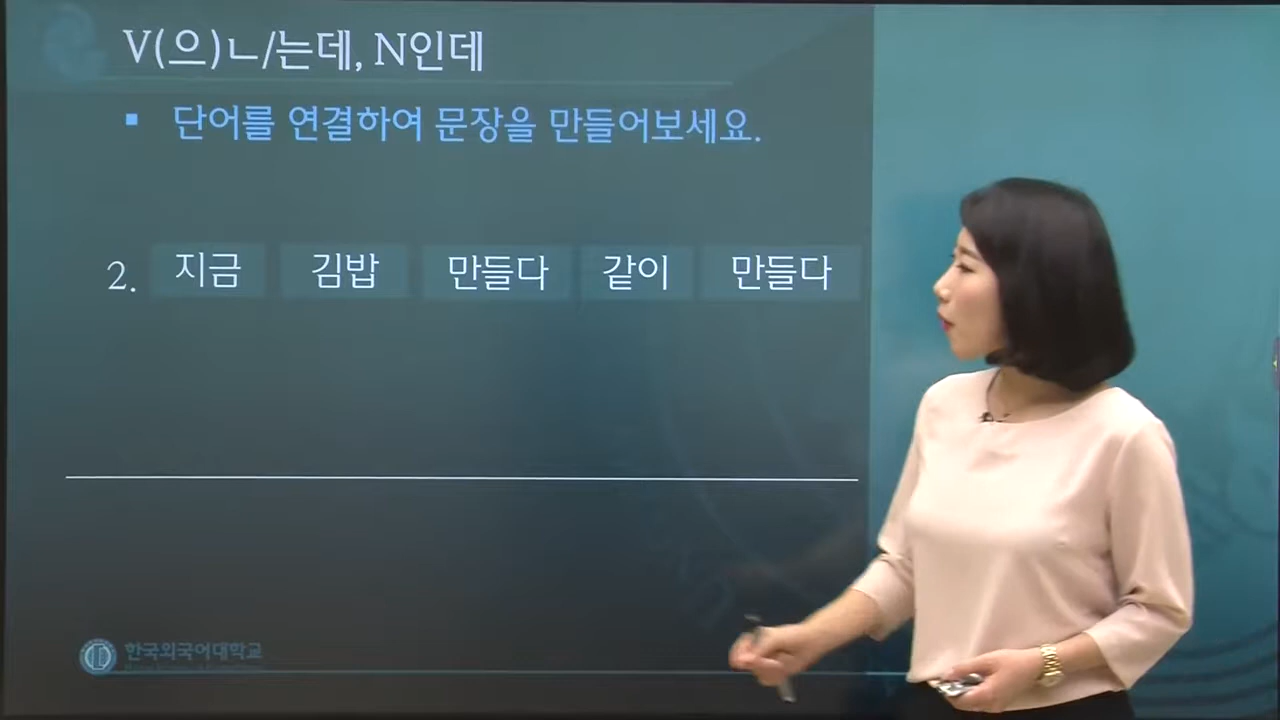 V(으)ㄴ/는데, N인데
▪ 단어를 연결하여 문장을 만들어보세요.
2. 지금 김밥 만들다 같이 만들다
한국외국어대학교